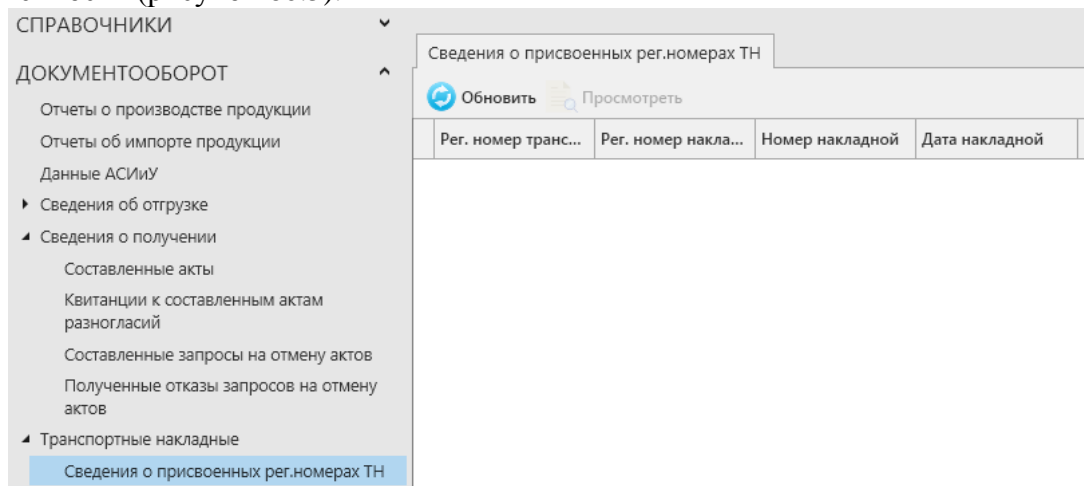 СПРАВОЧНИКИ
ДОКУМЕНТООБОРОТ
Отчеты о производстве продукции
Отчеты об импорте продукции
Данные АСИиУ
Сведения об отгрузке
Сведения о получении
Составленные акты
Квитанции к составленным актам
разногласий
Составленные запросы на отмену актов
Полученные отказы запросов на отмену
актов
Транспортные накладные
Сведения о присвоенных рег.номерах ТН
Сведения о присвоенных рег.номерах ТН
Обновить Просмотреть
Рег. номер транс... Рег. номер накла... Номер накладной Дата накладной